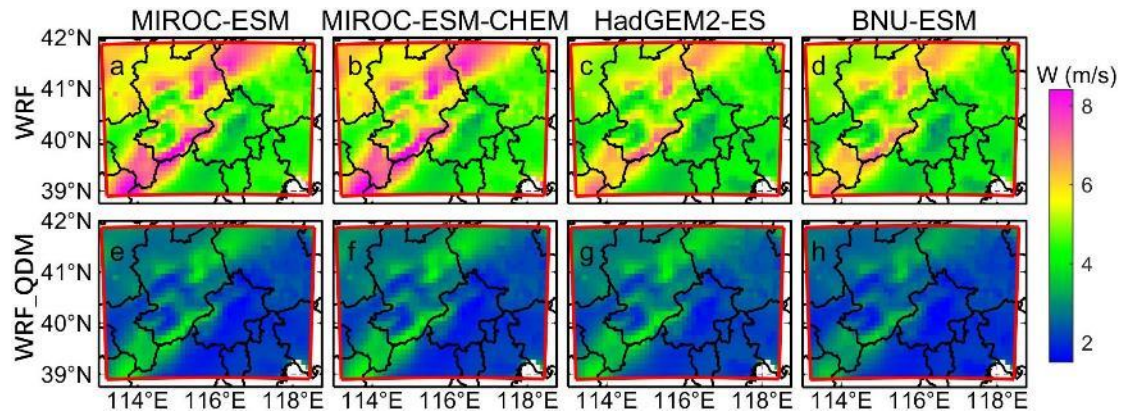 MIROC-ESM MIROC-ESM-CHEM HadGEM2-ES BNU-ESM
42°N
41°N
40°N
39°N
WRF
a b c d
W (m/s)
8
6
4
2
42°N
41°N
40°N
39°N
WRF_QDM
e f g h
114°E 116°E 118°E 114°E 116°E 118°E 114°E 116°E 118°E 114°E 116°E 118°E